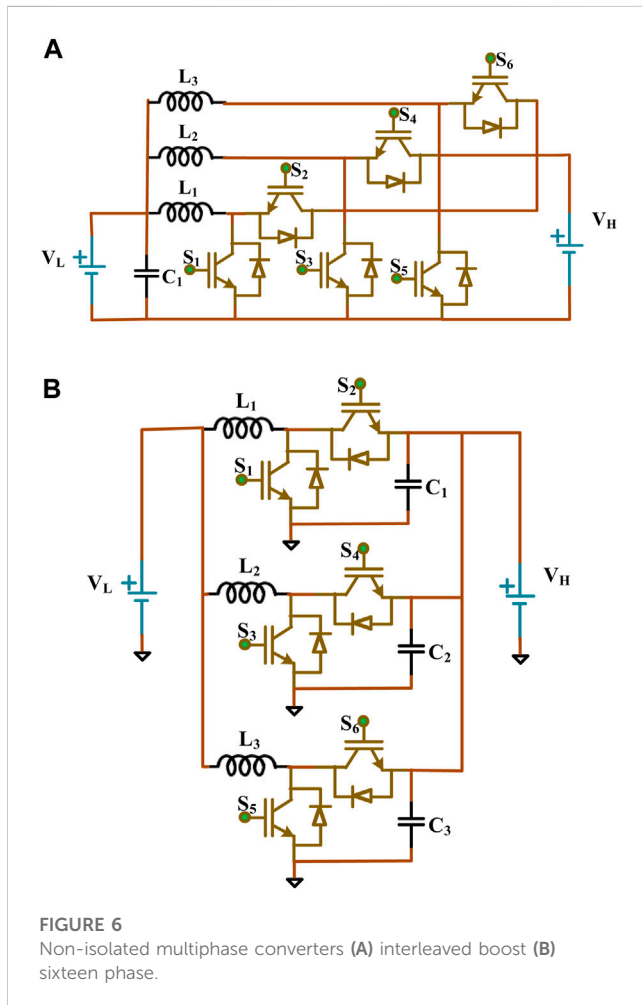 A
L3
S6
L2
S4
L1
S2
VL
+
C1
S1
S3
S5
+
VH
B
L1
S2
S1
C1
VL
+
L2
S4
S3
C2
+
VH
L3
S6
S5
C3
FIGURE 6
Non-isolated multiphase converters (A) interleaved boost (B)
sixteen phase.